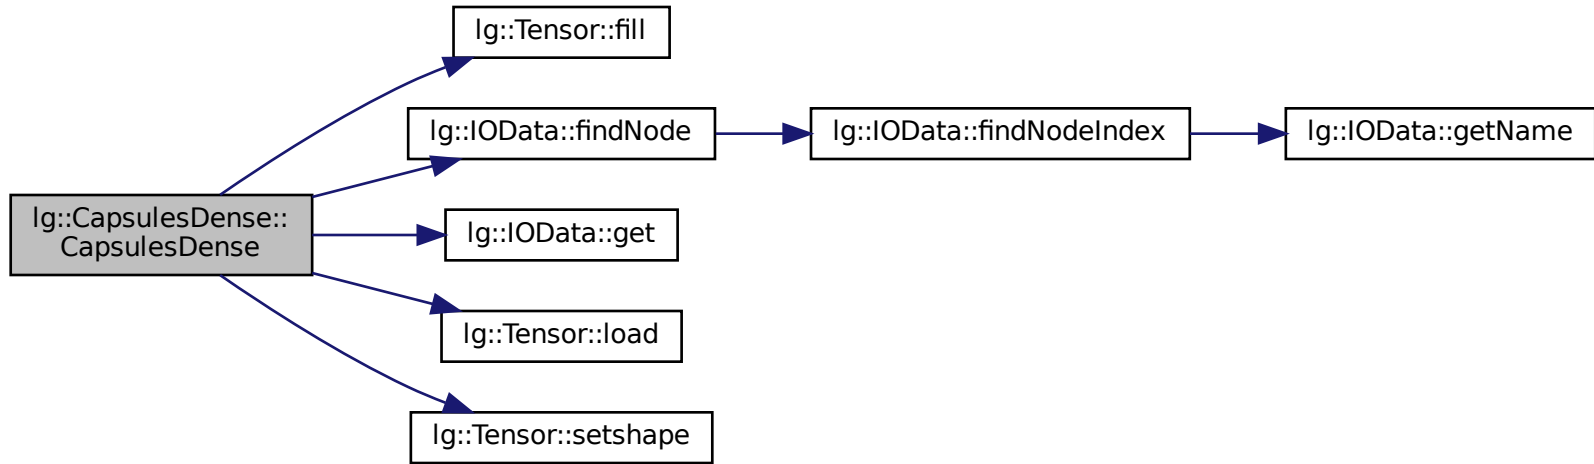 lg::Tensor::fill
lg::IOData::findNode
lg::IOData::findNodeIndex
lg::IOData::getName
lg::CapsulesDense::
CapsulesDense
lg::IOData::get
lg::Tensor::load
lg::Tensor::setshape